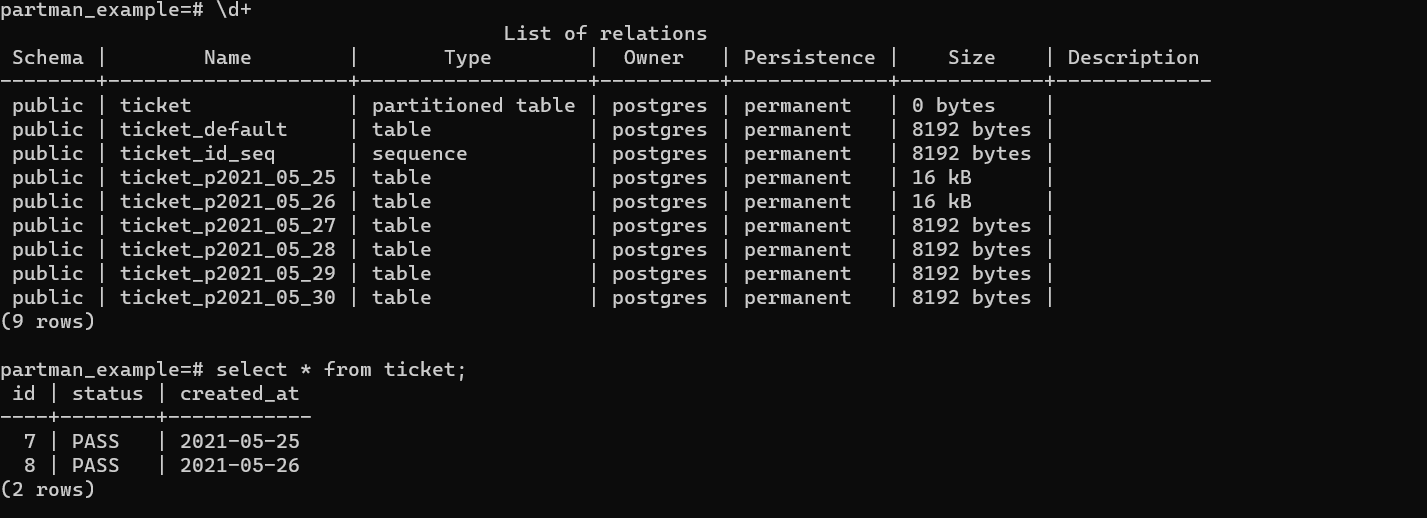 partman_example=# \d+
                                          List of relations
 Schema |        Name        |       Type        |  Owner   | Persistence |    Size    | Description
--------+--------------------+-------------------+----------+-------------+------------+-------------
 public | ticket             | partitioned table | postgres | permanent   | 0 bytes    |
 public | ticket_default     | table             | postgres | permanent   | 8192 bytes |
 public | ticket_id_seq      | sequence          | postgres | permanent   | 8192 bytes |
 public | ticket_p2021_05_25 | table             | postgres | permanent   | 16 kB      |
 public | ticket_p2021_05_26 | table             | postgres | permanent   | 16 kB      |
 public | ticket_p2021_05_27 | table             | postgres | permanent   | 8192 bytes |
 public | ticket_p2021_05_28 | table             | postgres | permanent   | 8192 bytes |
 public | ticket_p2021_05_29 | table             | postgres | permanent   | 8192 bytes |
 public | ticket_p2021_05_30 | table             | postgres | permanent   | 8192 bytes |
(9 rows)

partman_example=# select * from ticket;
 id | status | created_at
----+--------+------------
  7 | PASS   | 2021-05-25
  8 | PASS   | 2021-05-26
(2 rows)